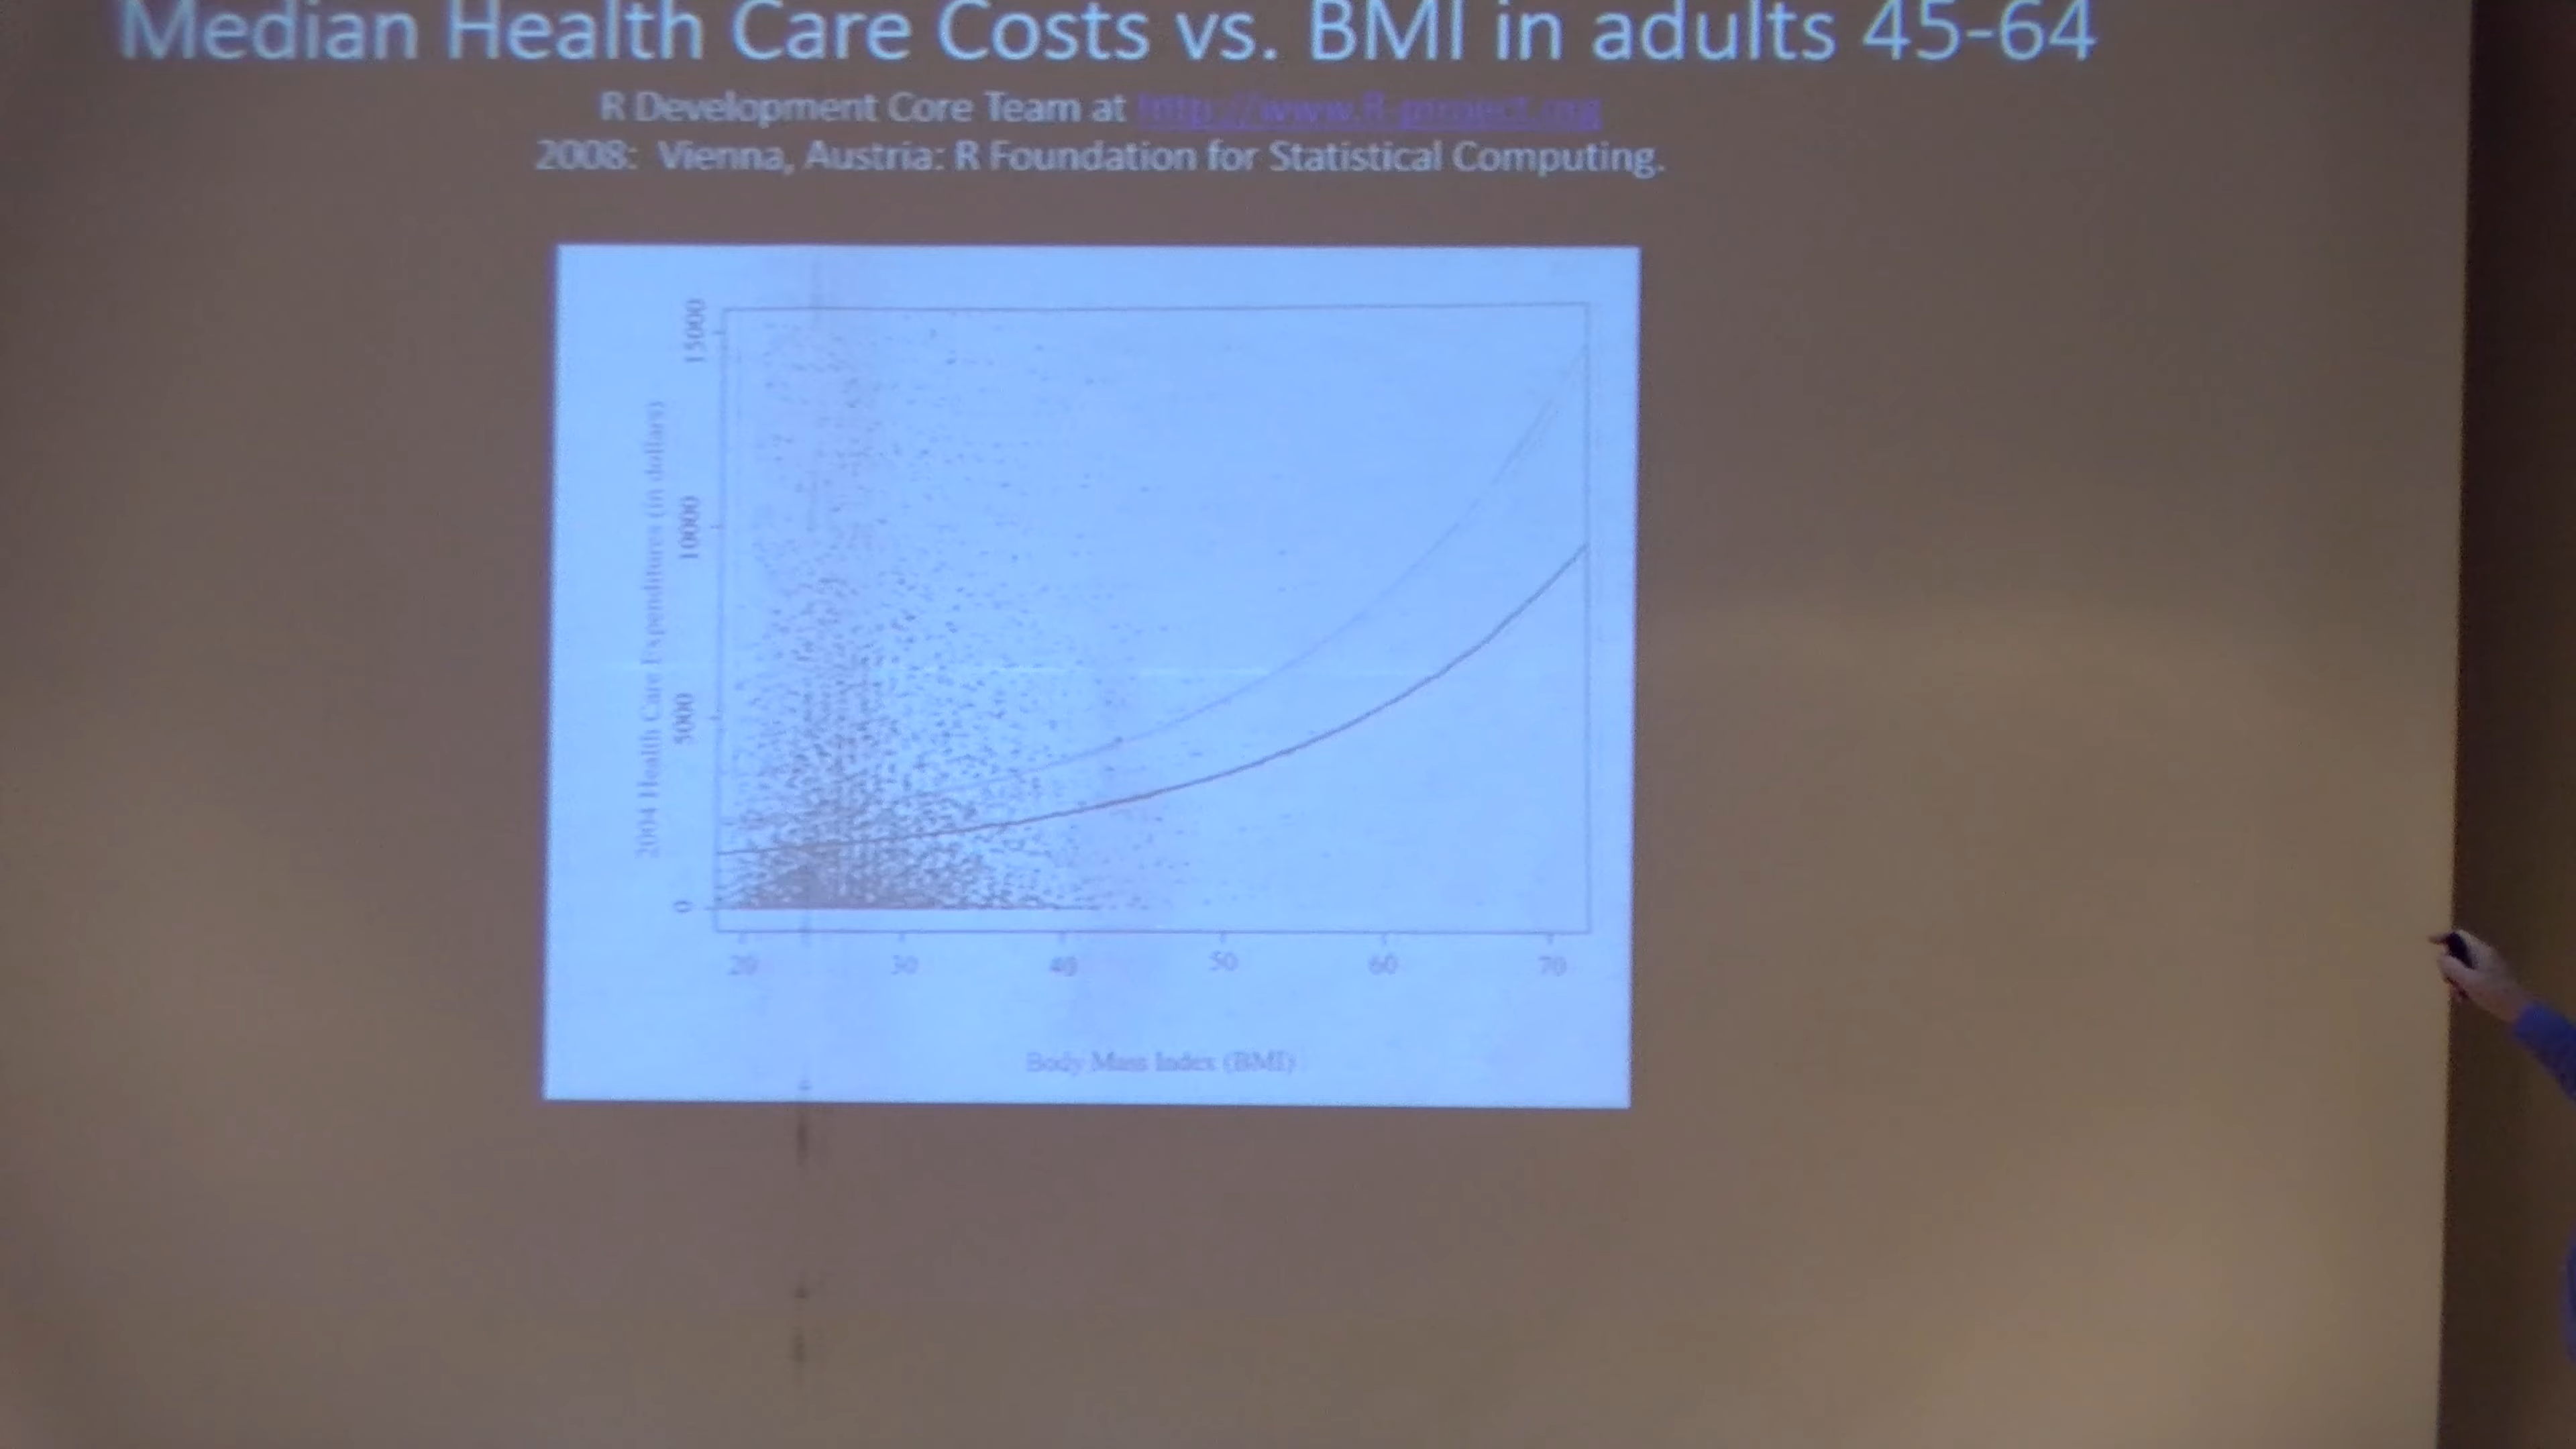 Median Health Care Costs vs. BMI in adults 45-64
R Development Core Team at http://www.R-project.org
2008:  Vienna, Austria: R Foundation for Statistical Computing.
2004 Health Care Expenditures (in dollars)
15000
10000
5000
0
20 30 40 50 60 70
Body Mass Index (BMI)